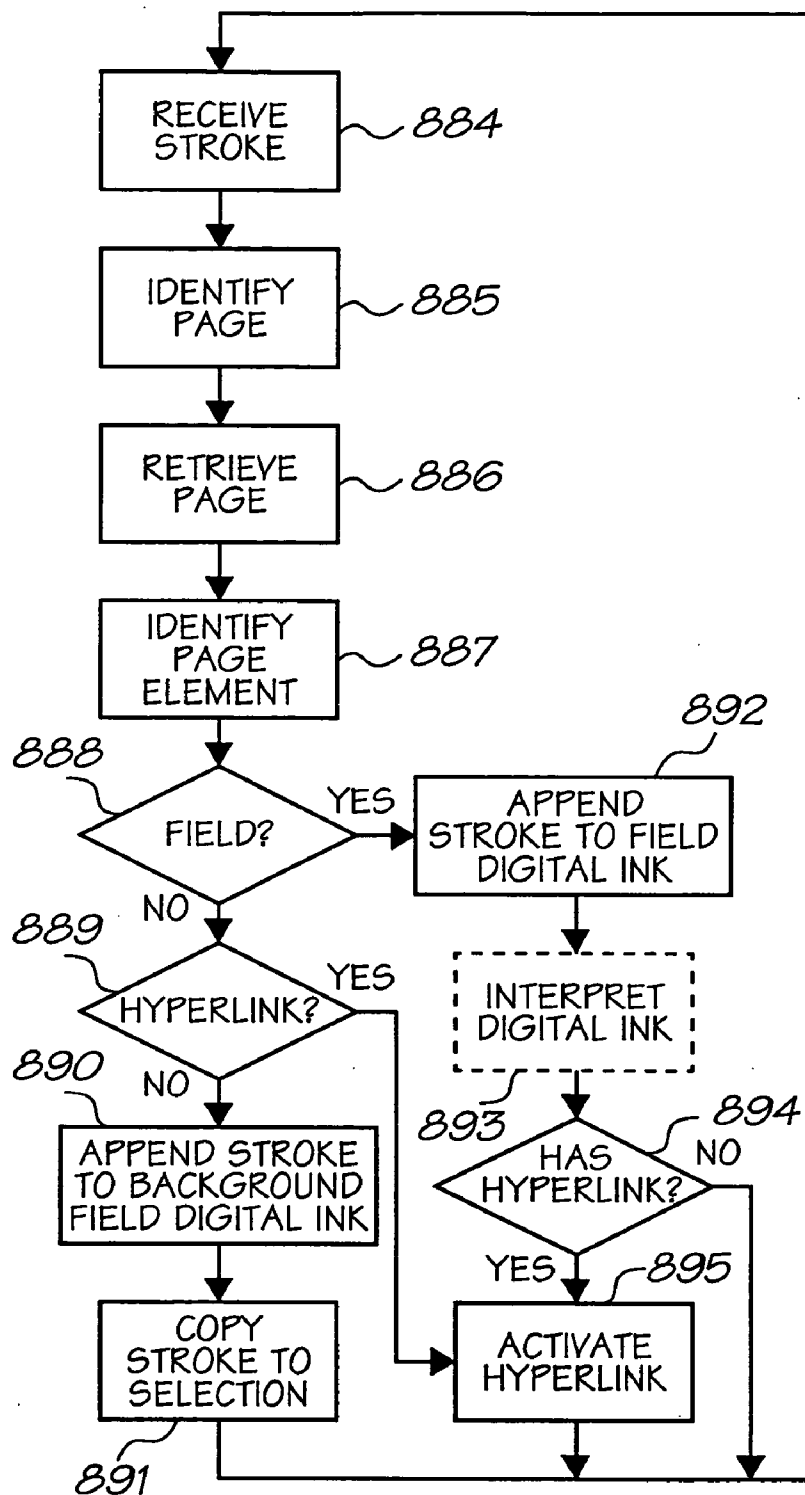 RECEIVE
STROKE
884
IDENTIFY
PAGE
885
RETRIEVE
PAGE
886
IDENTIFY
PAGE
ELEMENT
887
888
FIELD?
YES
NO
892
APPEND
STROKE TO FIELD
DIGITAL INK
889
HYPERLINK?
YES
NO
INTERPRET
DIGITAL INK
893
890
APPEND STROKE
TO BACKGROUND
FIELD DIGITAL INK
894
HAS
HYPERLINK?
NO
YES
COPY
STROKE TO
SELECTION
891
895
ACTIVATE
HYPERLINK